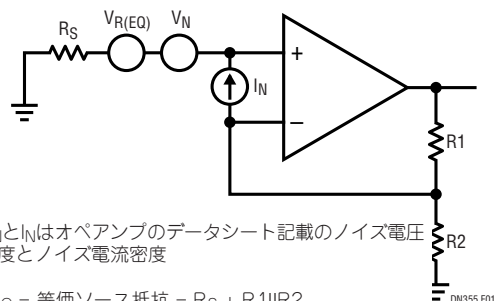 RS
VR(EQ)
VN
IN
+
−
R1
R2
とINはオペアンプのデータシート記載のノイズ電圧
度とノイズ電流密度
= 等価ソース抵抗 = RS + R1||R2
DN355 F01